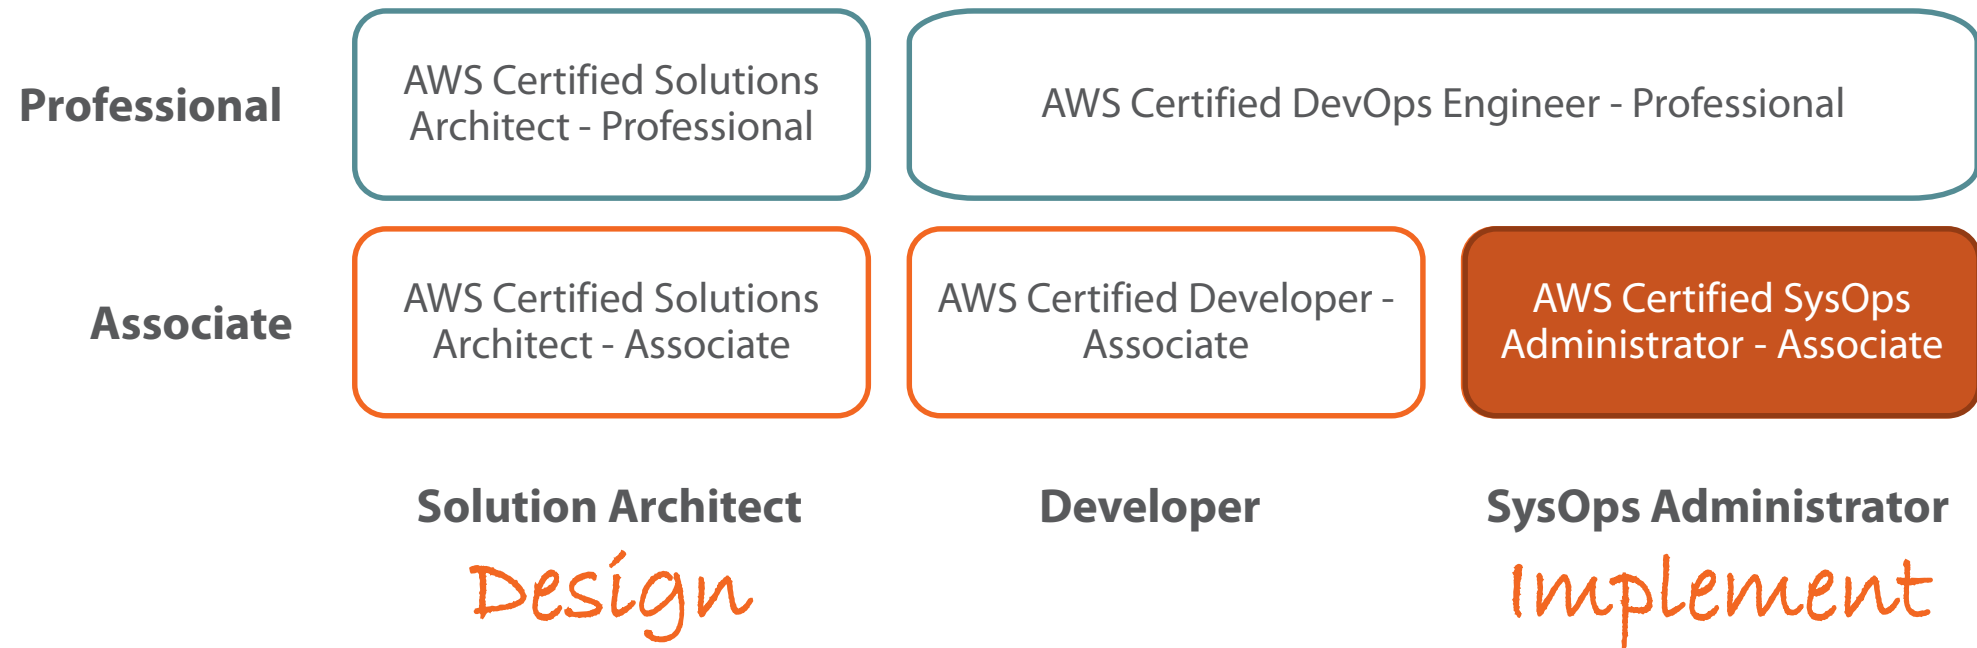 Professional
AWS Certified Solutions
Architect - Professional
AWS Certified DevOps Engineer - Professional
Associate
AWS Certified Solutions
Architect - Associate
AWS Certified Developer -
Associate
AWS Certified SysOps
Administrator - Associate
Solution Architect
Developer
SysOps Administrator
Design
Implement